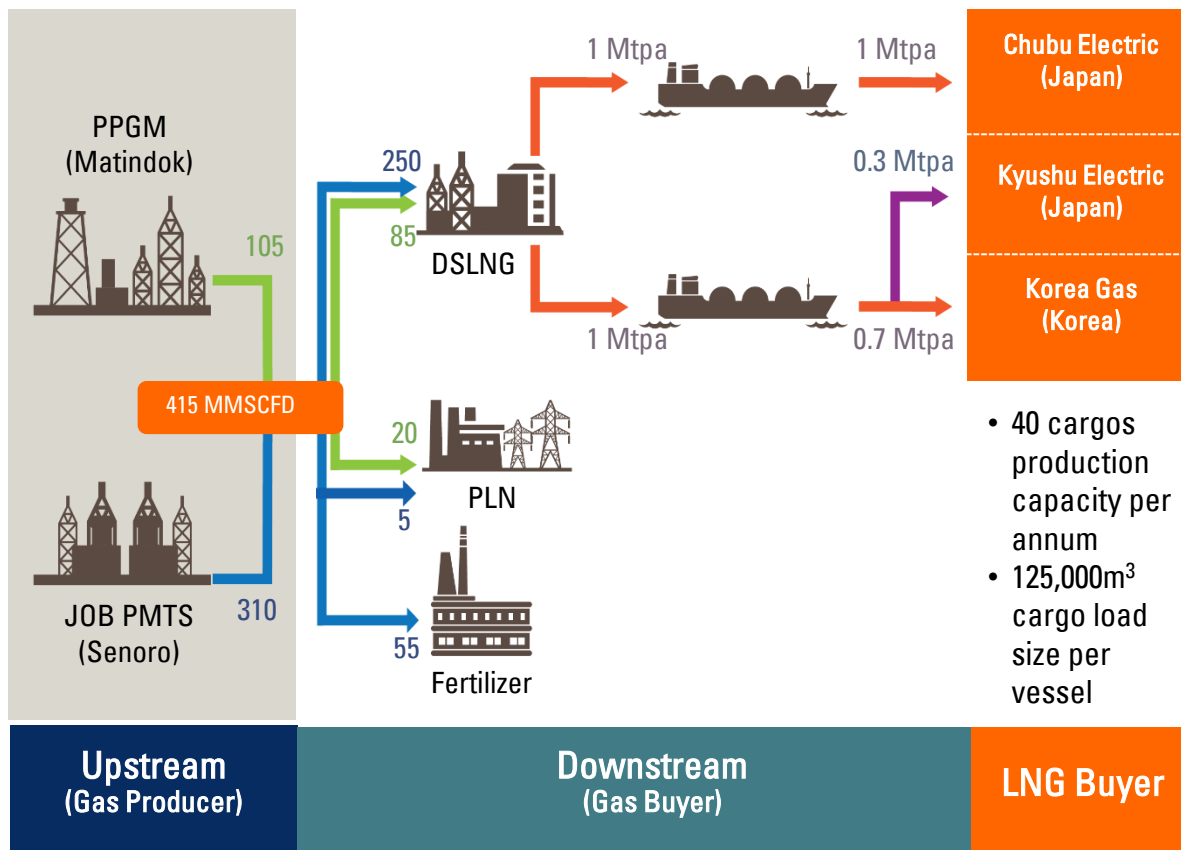 PPGM
(Matindok)
105
415 MMSCFD
JOB PMTS
(Senoro)
310
250
85
DSLNG
20
PLN
5
55
Fertilizer
1 Mtpa
1 Mtpa
1 Mtpa
0.3 Mtpa
0.7 Mtpa
Chubu Electric
(Japan)
Kyushu Electric
(Japan)
Korea Gas
(Korea)
• 40 cargos
production
capacity per
annum
• 125,000m³
cargo load
size per
vessel
Upstream
(Gas Producer)
Downstream
(Gas Buyer)
LNG Buyer